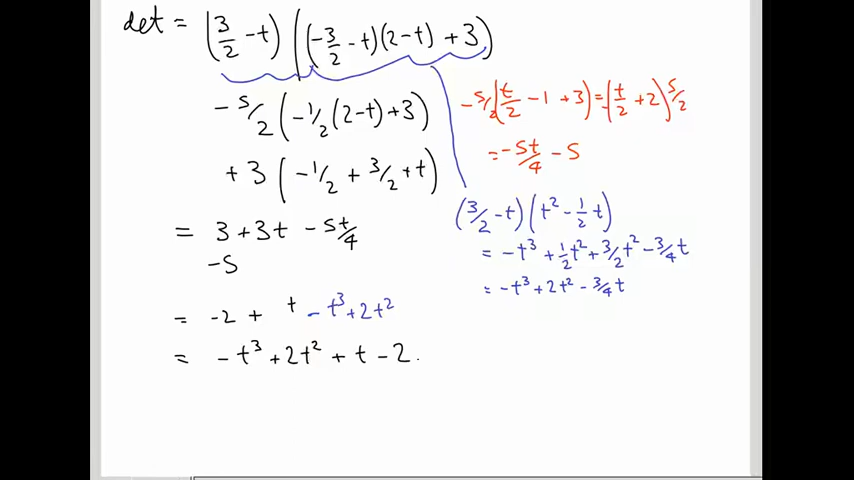 det = (3/2 - t) ((-3/2 - t)(2 - t) + 3)
- 5/2 (-1/2 (2 - t) + 3)
+ 3 (-1/2 + 3/2 + t)
= 3 + 3t - 5t/4
- 5
= -2 + t - t³ + 2t²
= - t³ + 2t² + t - 2.
-5/2 (t/2 - 1 + 3) = -(t/2 + 2) 5/2
= -5t/4 - 5
(3/2 - t) (t² - 1/2 t)
= - t³ + 1/2 t² + 3/2 t² - 3/4 t
= - t³ + 2t² - 3/4 t